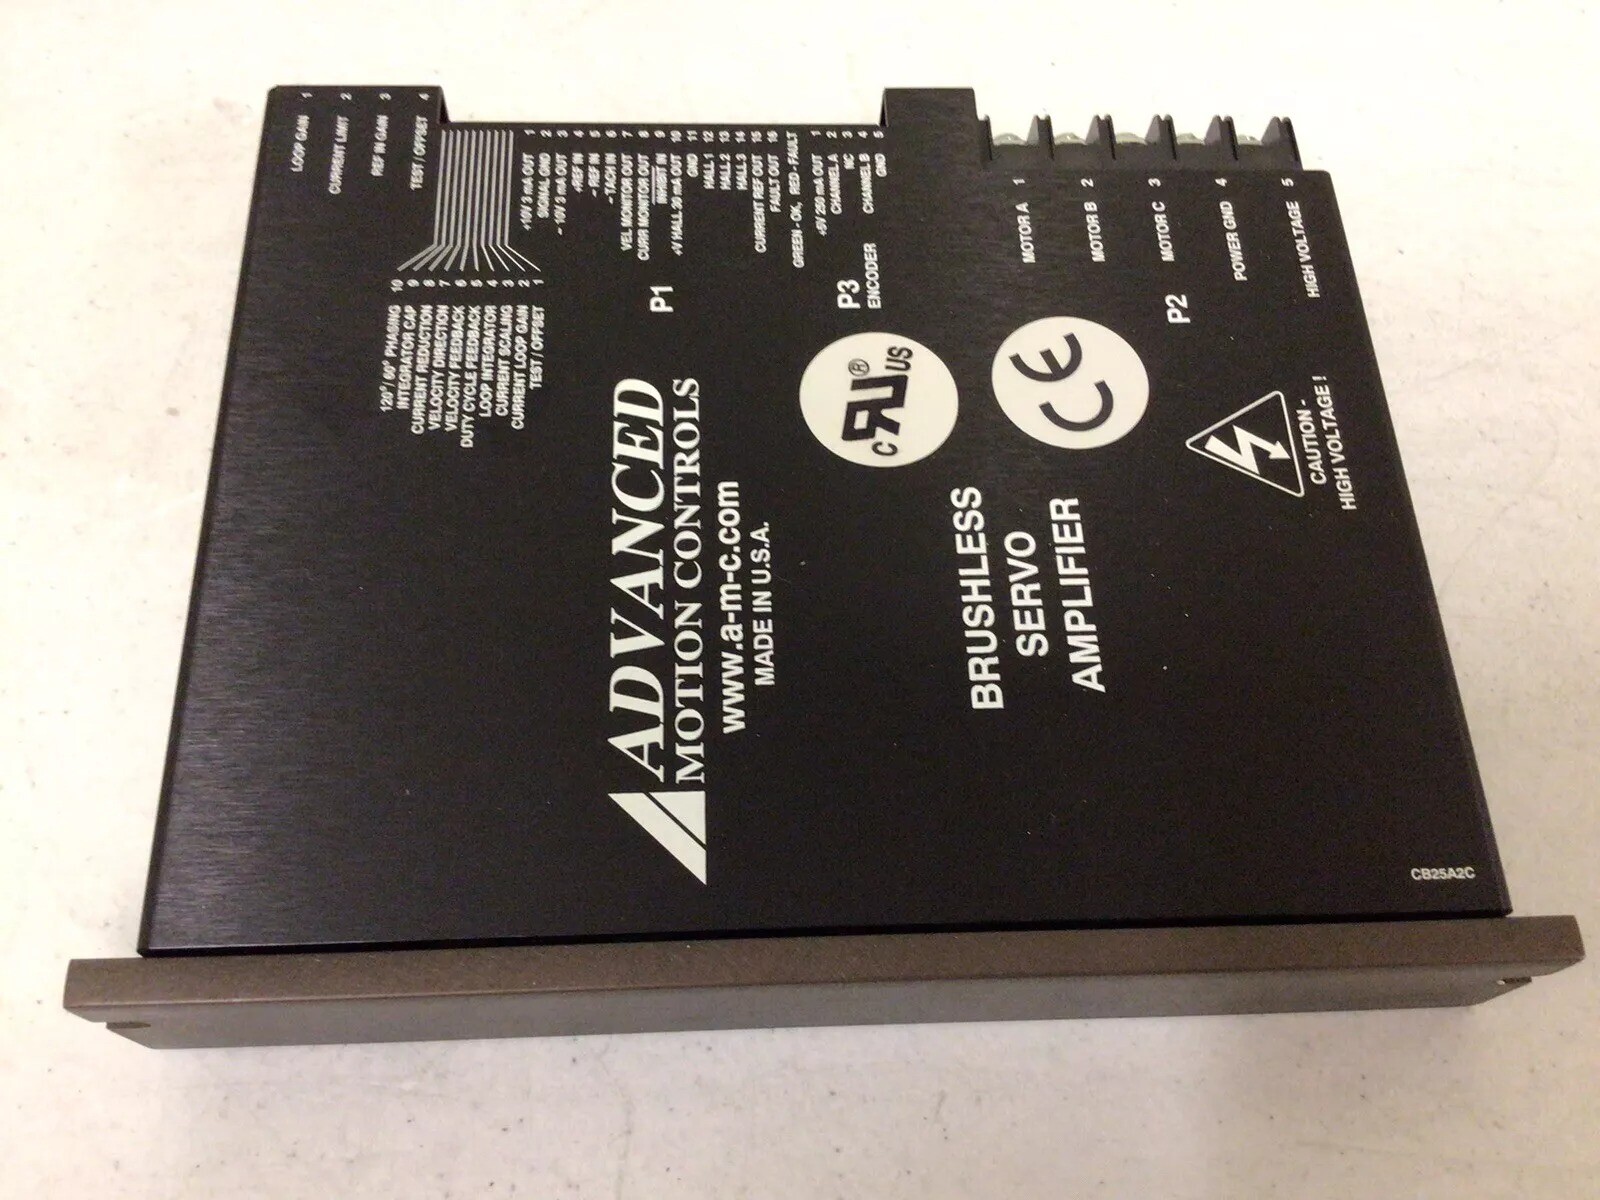 LOOP GAIN 1
CURRENT LIMIT 2
REF IN GAIN 3
TEST / OFFSET 4
120° / 60° PHASING 10
INTEGRATOR CAP 9
CURRENT REDUCTION 8
VELOCITY DIRECTION 7
VELOCITY FEEDBACK 6
DUTY CYCLE FEEDBACK 5
LOOP INTEGRATOR 4
CURRENT SCALING 3
CURRENT LOOP GAIN 2
TEST / OFFSET 1
P1
+10V 3 mA OUT 1
SIGNAL GND 2
- 10V 3 mA OUT 3
+REF IN 4
- REF IN 5
- TACH IN 6
VEL MONITOR OUT 7
CURR MONITOR OUT 8
INHIBIT IN 9
+V HALL 30 mA OUT 10
GND 11
HALL 1 12
HALL 2 13
HALL 3 14
CURRENT REF OUT 15
FAULT OUT 16
GREEN - OK, RED - FAULT
P3
ENCODER
+5V 250 mA OUT 1
CHANNEL A 2
NC 3
CHANNEL B 4
GND 5
P2
MOTOR A 1
MOTOR B 2
MOTOR C 3
POWER GND 4
HIGH VOLTAGE 5
ADVANCED
MOTION CONTROLS
www.a-m-c.com
MADE IN U.S.A.
c RU® US
CE
BRUSHLESS
SERVO
AMPLIFIER
CAUTION -
HIGH VOLTAGE !
CB25A2C